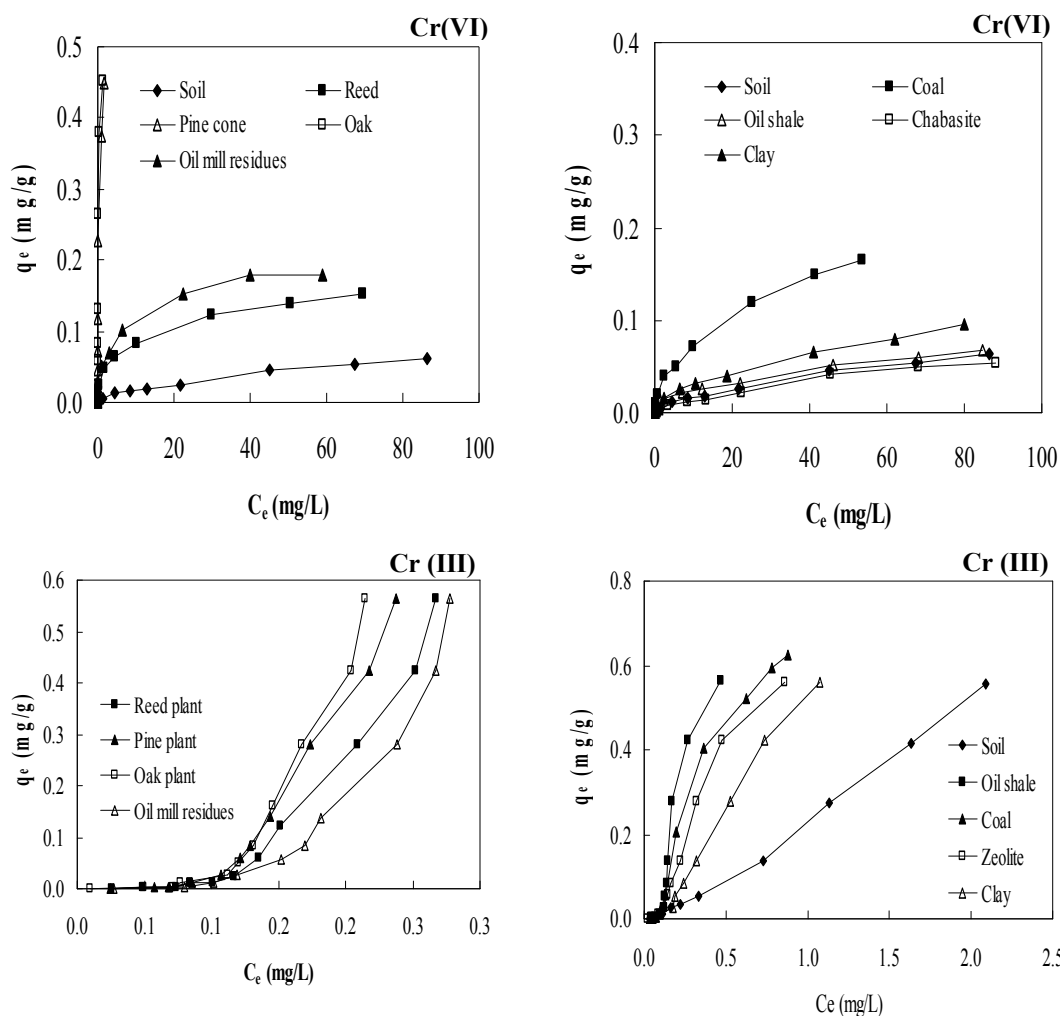 Cr(VI)
0.5
0.4
0.3
0.2
0.1
0.0
q e ( m g/g)
Soil
Reed
Pine cone
Oak
Oil mill residues
0 20 40 60 80 100
Ce (mg/L)
Cr(VI)
0.4
0.3
0.2
0.1
0.0
q e ( m g/g)
Soil
Coal
Oil shale
Chabasite
Clay
0 20 40 60 80 100
Ce (mg/L)
Cr (III)
0.6
0.5
0.4
0.3
0.2
0.1
0.0
q e ( m g/g)
Reed plant
Pine plant
Oak plant
Oil mill residues
0.0 0.1 0.1 0.2 0.2 0.3 0.3
Ce (mg/L)
Cr (III)
0.8
0.6
0.4
0.2
0.0
q e ( m g/g)
Soil
Oil shale
Coal
Zeolite
Clay
0.0 0.5 1.0 1.5 2.0 2.5
Ce (mg/L)